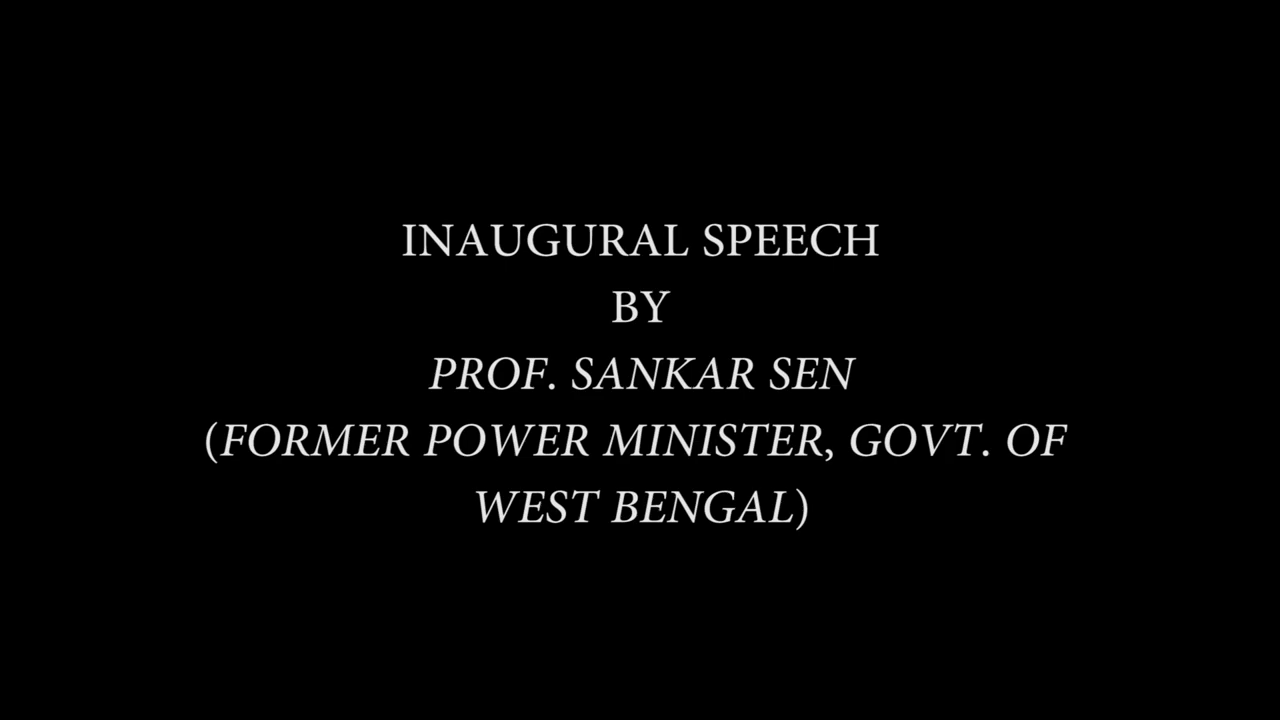 INAUGURAL SPEECH
BY
PROF. SANKAR SEN
(FORMER POWER MINISTER, GOVT. OF
WEST BENGAL)